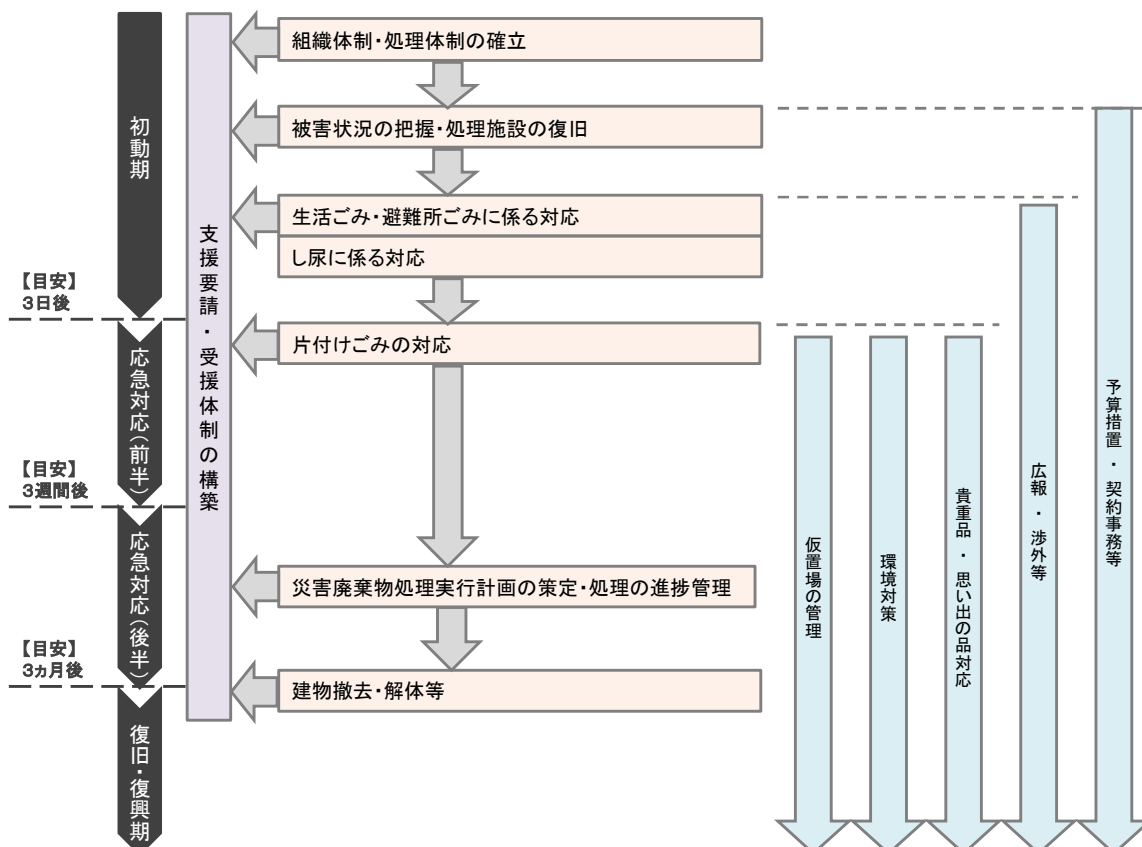 組織体制・処理体制の確立
被害状況の把握・処理施設の復旧
生活ごみ・避難所ごみに係る対応
し尿に係る対応
片付けごみの対応
災害廃棄物処理実行計画の策定・処理の進捗管理
建物撤去・解体等
初動期
【目安】
3日後
応急対応(前半)
【目安】
3週間後
応急対応(後半)
【目安】
3ヵ月後
復旧・復興期
支援要請・受援体制の構築
仮置場の管理
環境対策
貴重品・思い出の品対応
広報・渉外等
予算措置・契約事務等